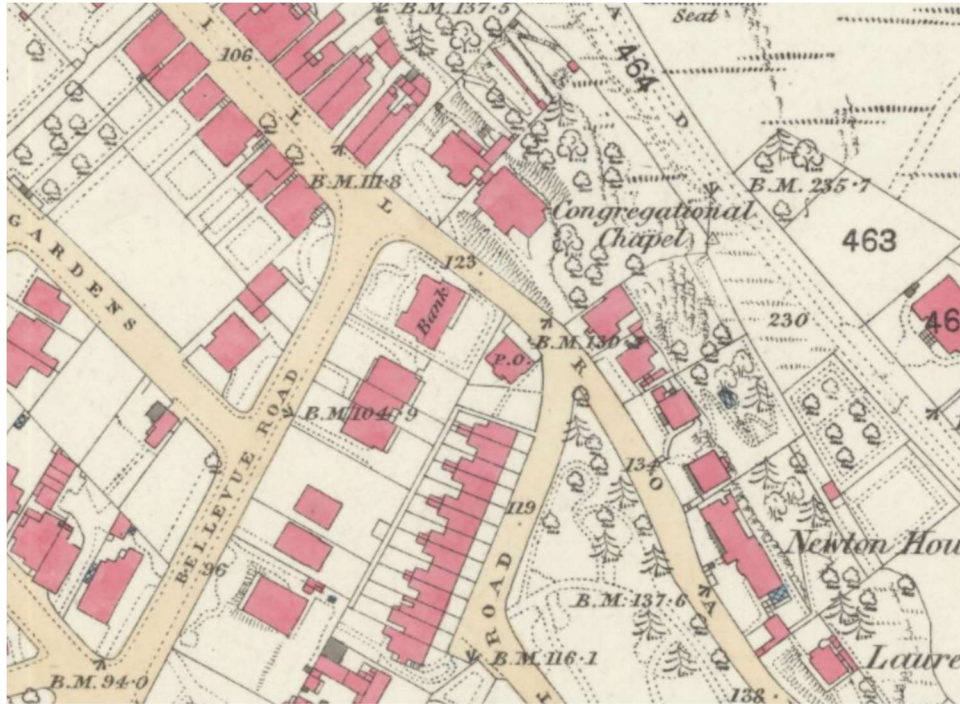 B.M. 137·5
Seat
106
I
L
L
464
A
D
B.M. 111·8
B.M. 235·7
Congregational
Chapel
463
GARDENS
123
Bank
230
46
B.M. 130·
P.O.
R
BELLEVUE ROAD
B.M. 104·9
134
O
119
Newton Hou
96
ROAD
B.M. 137·6
A
B.M. 116·1
Laure
B.M. 94·0
138